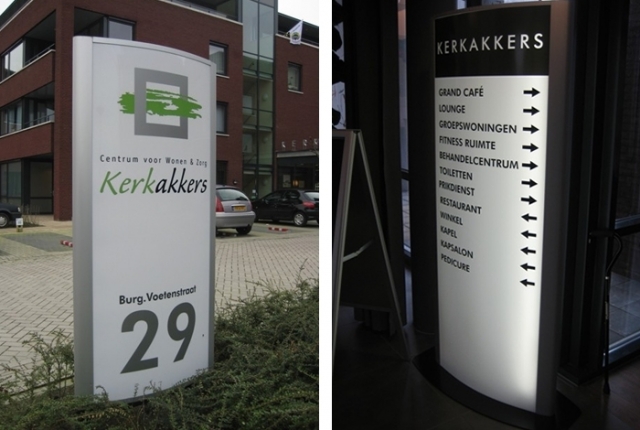 Centrum voor Wonen & Zorg
Kerkakkers
Burg.Voetenstraat
29
KERKAKKERS
GRAND CAFÉ
LOUNGE
GROEPSWONINGEN
FITNESS RUIMTE
BEHANDELCENTRUM
TOILETTEN
PRIKDIENST
RESTAURANT
WINKEL
KAPEL
KAPSALON
PEDICURE